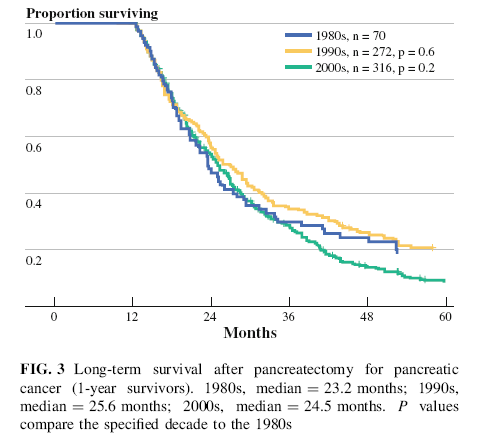 Proportion surviving
1.0
0.8
0.6
0.4
0.2
1980s, n = 70
1990s, n = 272, p = 0.6
2000s, n = 316, p = 0.2
0 12 24 36 48 60
Months
FIG. 3 Long-term survival after pancreatectomy for pancreatic
cancer (1-year survivors). 1980s, median = 23.2 months; 1990s,
median = 25.6 months; 2000s, median = 24.5 months. P values
compare the specified decade to the 1980s